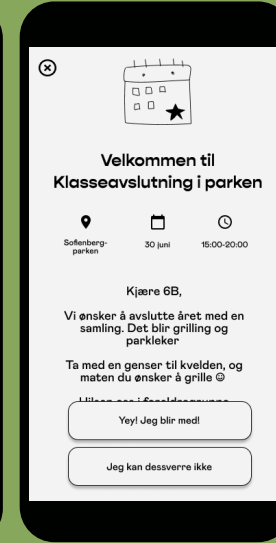 Velkommen til
Klasseavslutning i parken
Sofienberg-
parken
30 juni
15:00-20:00
Kjære 6B,
Vi ønsker å avslutte året med en
samling. Det blir grilling og
parkleker
Ta med en genser til kvelden, og
maten du ønsker å grille ☺
Yey! Jeg blir med!
Jeg kan dessverre ikke